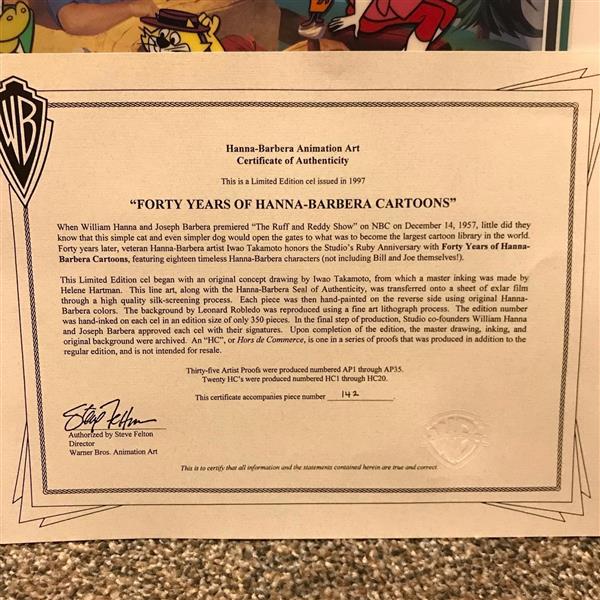 WB
Hanna-Barbera Animation Art
Certificate of Authenticity
This is a Limited Edition cel issued in 1997
"FORTY YEARS OF HANNA-BARBERA CARTOONS"
When William Hanna and Joseph Barbera premiered "The Ruff and Reddy Show" on NBC on December 14, 1957, little did they
know that this simple cat and even simpler dog would open the gates to what was to become the largest cartoon library in the world.
Forty years later, veteran Hanna-Barbera artist Iwao Takamoto honors the Studio's Ruby Anniversary with Forty Years of Hanna-
Barbera Cartoons, featuring eighteen timeless Hanna-Barbera characters (not including Bill and Joe themselves!).
This Limited Edition cel began with an original concept drawing by Iwao Takamoto, from which a master inking was made by
Helene Hartman. This line art, along with the Hanna-Barbera Seal of Authenticity, was transferred onto a sheet of exlar film
through a high quality silk-screening process. Each piece was then hand-painted on the reverse side using original Hanna-
Barbera colors. The background by Leonard Robledo was reproduced using a fine art lithograph process. The edition number
was hand-inked on each cel in an edition size of only 350 pieces. In the final step of production, Studio co-founders William Hanna
and Joseph Barbera approved each cel with their signatures. Upon completion of the edition, the master drawing, inking, and
original background were archived. An "HC", or Hors de Commerce, is one in a series of proofs that was produced in addition to the
regular edition, and is not intended for resale.
Thirty-five Artist Proofs were produced numbered AP1 through AP35.
Twenty HC's were produced numbered HC1 through HC20.
This certificate accompanies piece number 142.
Steve Felton
Authorized by Steve Felton
Director
Warner Bros. Animation Art
WB
This is to certify that all information and the statements contained herein are true and correct.